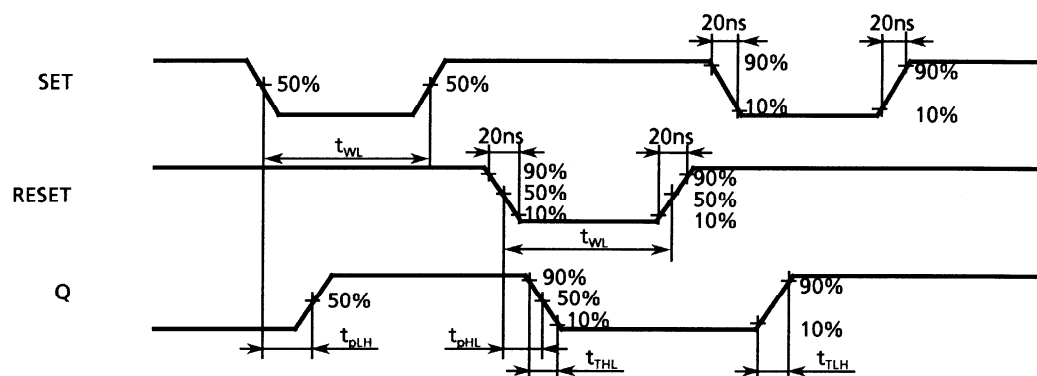 20ns 20ns
SET 50% 50% 90% 90%
10% 10%
tWL 20ns 20ns
RESET 90% 90%
50% 50%
10% 10%
tWL
Q 50% 90% 90%
50%
10% 10%
tpLH tpHL
tTHL tTLH